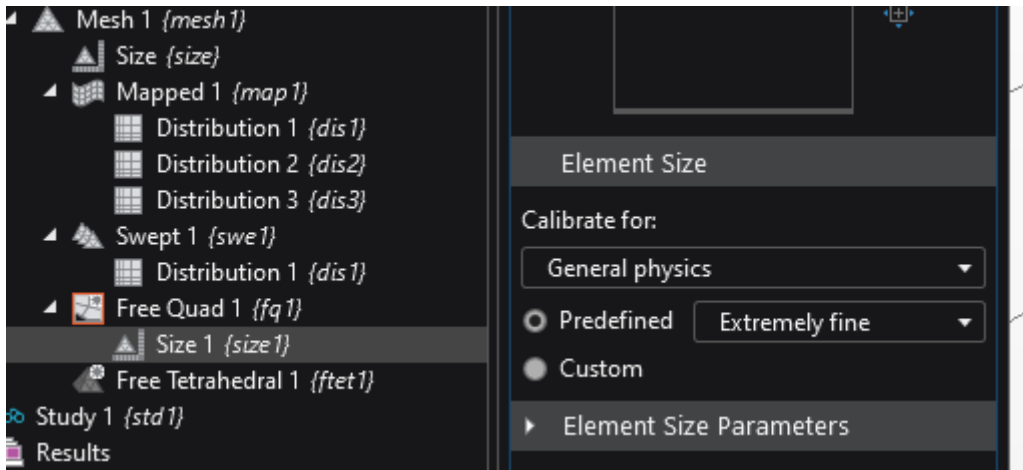 Mesh 1 {mesh1}
Size {size}
Mapped 1 {map1}
Distribution 1 {dis1}
Distribution 2 {dis2}
Distribution 3 {dis3}
Swept 1 {swe1}
Distribution 1 {dis1}
Free Quad 1 {fq1}
Size 1 {size1}
Free Tetrahedral 1 {ftet1}
Study 1 {std1}
Results
Element Size
Calibrate for:
General physics
Predefined Extremely fine
Custom
Element Size Parameters